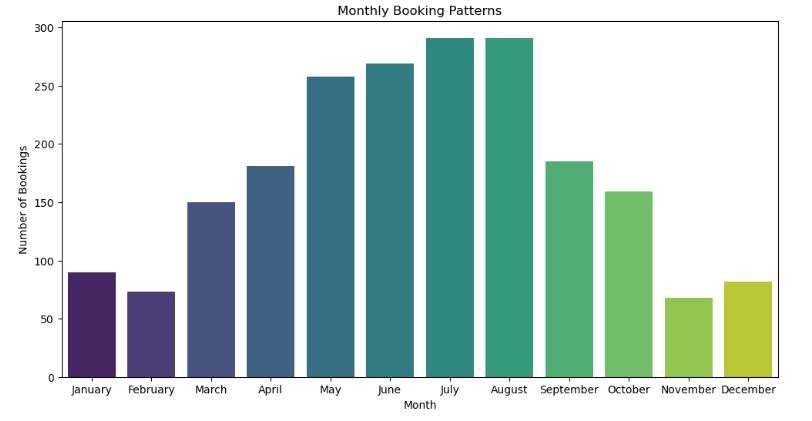 Monthly Booking Patterns
Number of Bookings
300
250
200
150
100
50
0
January February March April May June July August September October November December
Month